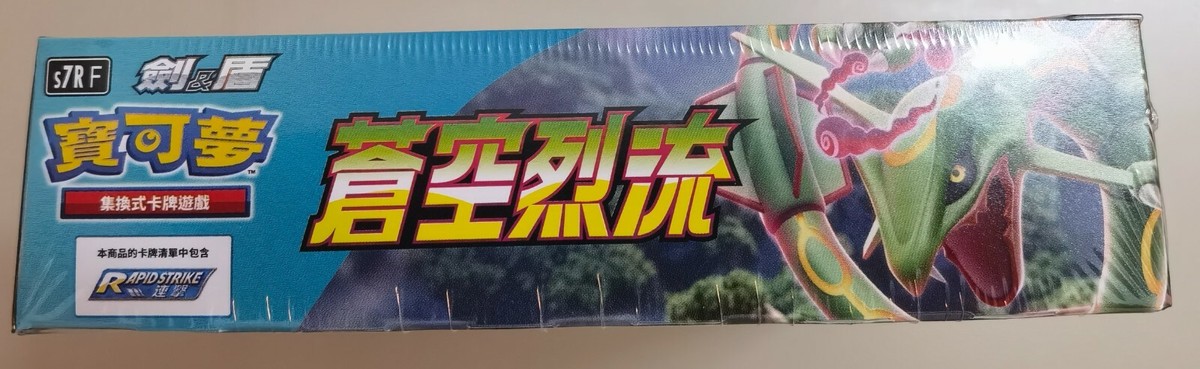 s7R F
劍&盾
寶可夢
TM
集換式卡牌遊戲
本商品的卡牌清單中包含
RAPID STRIKE
連擊
蒼空烈流